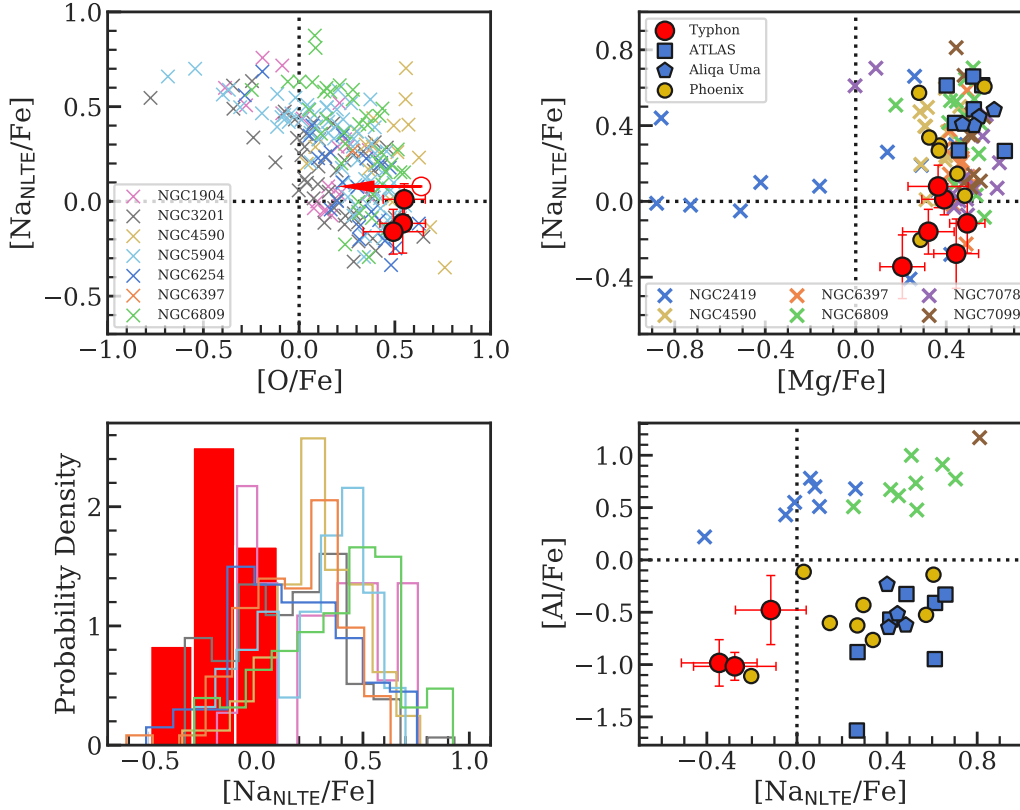 1.0
0.5
0.0
−0.5
[Na_NLTE/Fe]
NGC1904
NGC3201
NGC4590
NGC5904
NGC6254
NGC6397
NGC6809
−1.0 −0.5 0.0 0.5 1.0
[O/Fe]
0.8
0.4
0.0
−0.4
[Na_NLTE/Fe]
Typhon
ATLAS
Aliqa Uma
Phoenix
NGC2419 NGC6397 NGC7078
NGC4590 NGC6809 NGC7099
−0.8 −0.4 0.0 0.4
[Mg/Fe]
2
1
0
Probability Density
−0.5 0.0 0.5 1.0
[Na_NLTE/Fe]
1.0
0.5
0.0
−0.5
−1.0
−1.5
[Al/Fe]
−0.4 0.0 0.4 0.8
[Na_NLTE/Fe]